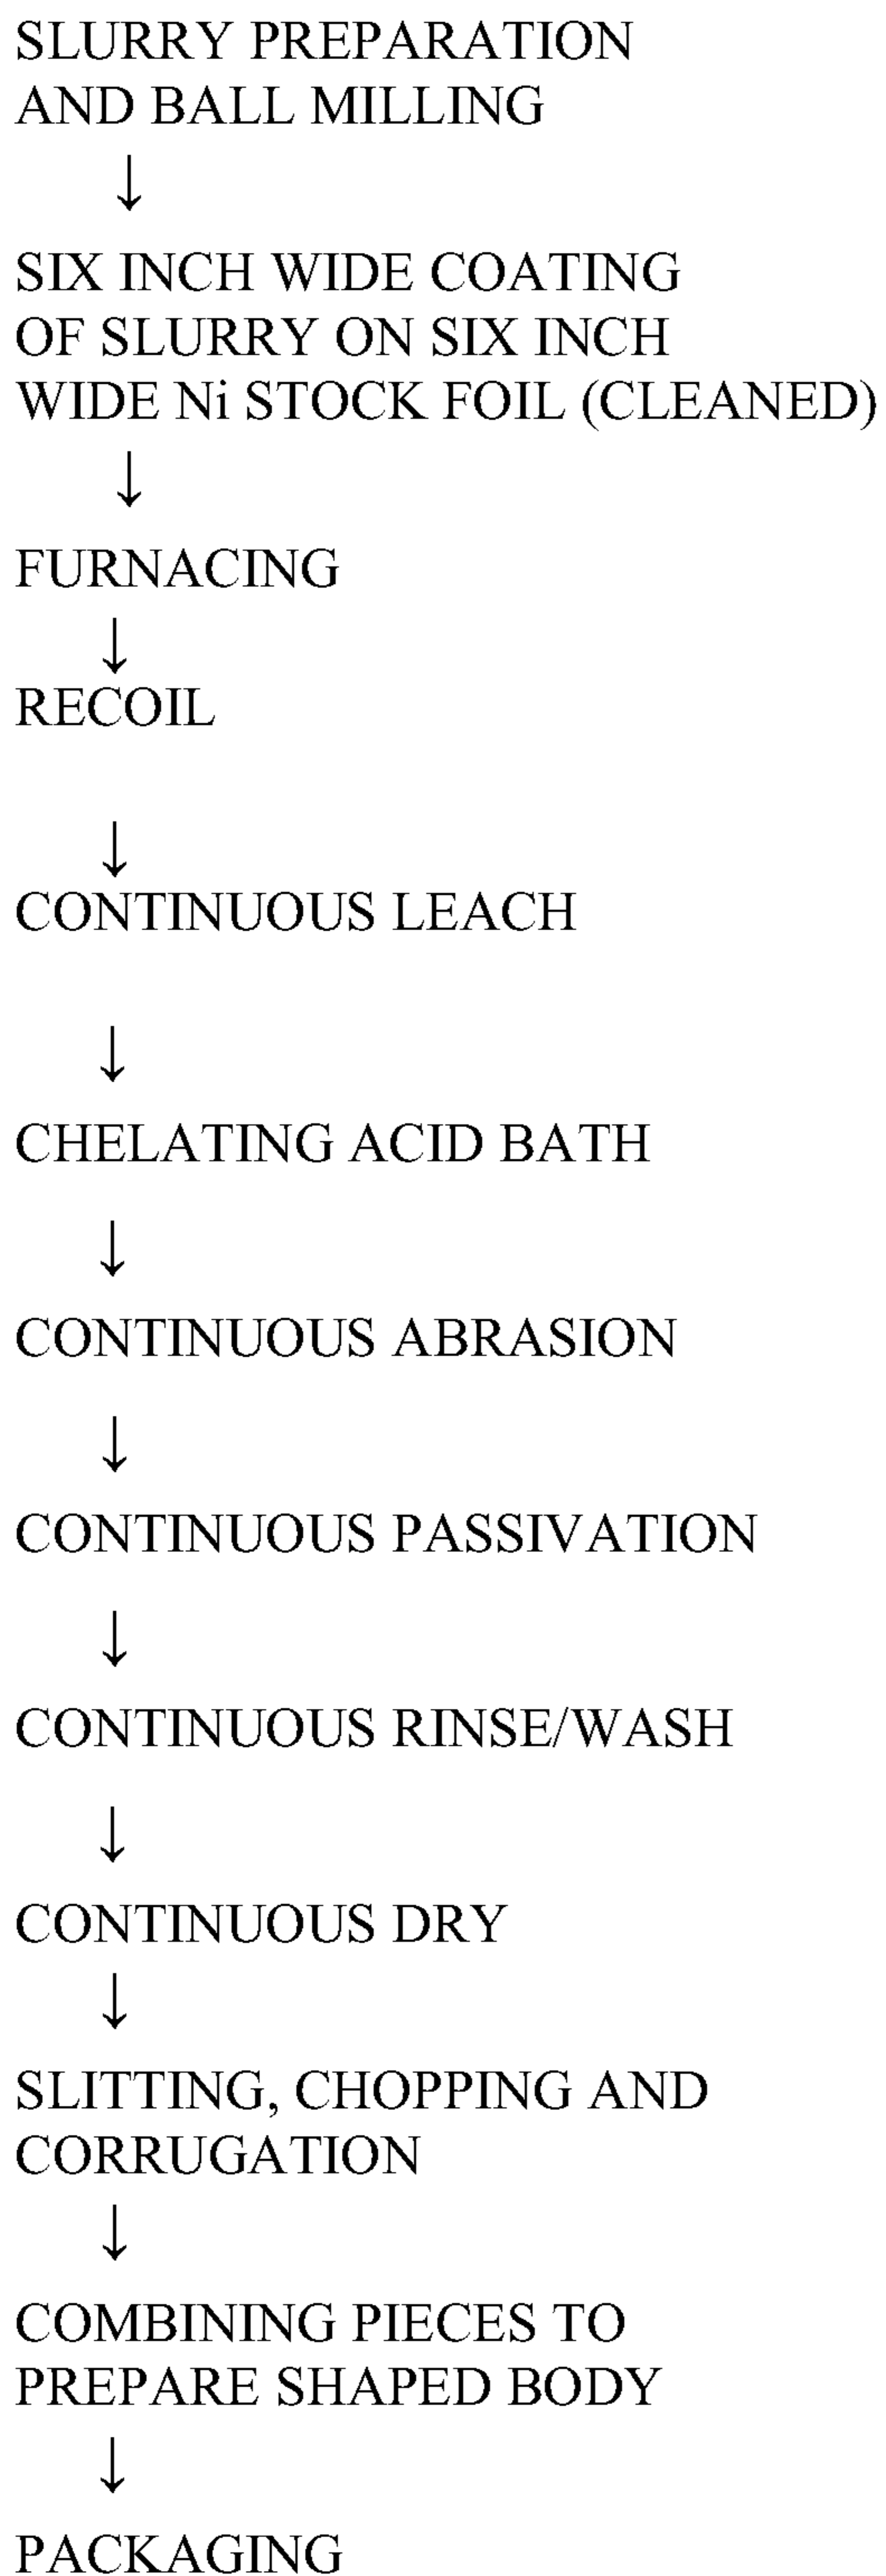 SLURRY PREPARATION
AND BALL MILLING
↓
SIX INCH WIDE COATING
OF SLURRY ON SIX INCH
WIDE Ni STOCK FOIL (CLEANED)
↓
FURNACING
↓
RECOIL
↓
CONTINUOUS LEACH
↓
CHELATING ACID BATH
↓
CONTINUOUS ABRASION
↓
CONTINUOUS PASSIVATION
↓
CONTINUOUS RINSE/WASH
↓
CONTINUOUS DRY
↓
SLITTING, CHOPPING AND
CORRUGATION
↓
COMBINING PIECES TO
PREPARE SHAPED BODY
↓
PACKAGING